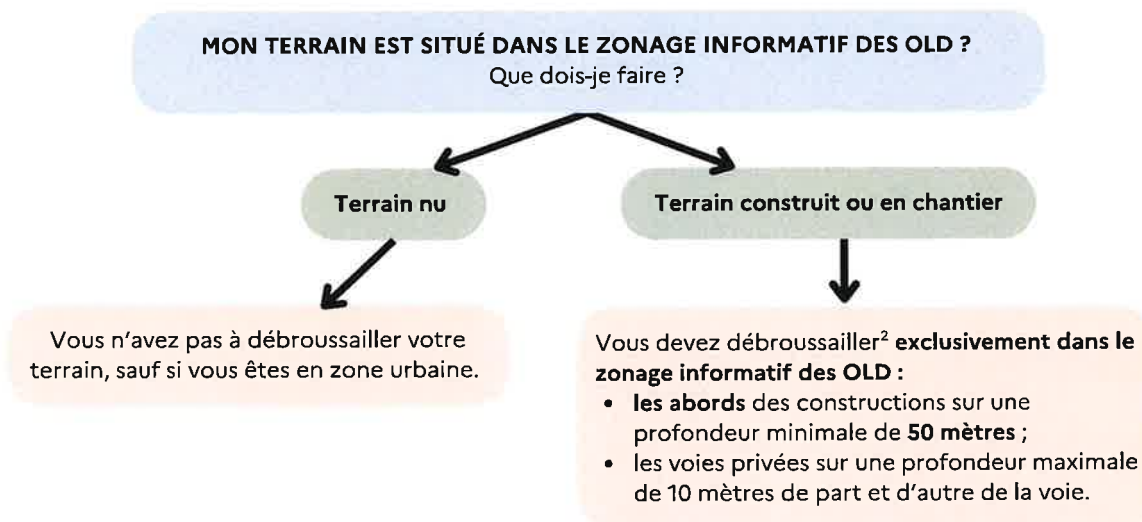 MON TERRAIN EST SITUÉ DANS LE ZONAGE INFORMATIF DES OLD ?
Que dois-je faire ?
Terrain nu
Terrain construit ou en chantier
Vous n'avez pas à débroussailler votre
terrain, sauf si vous êtes en zone urbaine.
Vous devez débroussailler² exclusivement dans le
zonage informatif des OLD :
• les abords des constructions sur une
profondeur minimale de 50 mètres ;
• les voies privées sur une profondeur maximale
de 10 mètres de part et d'autre de la voie.